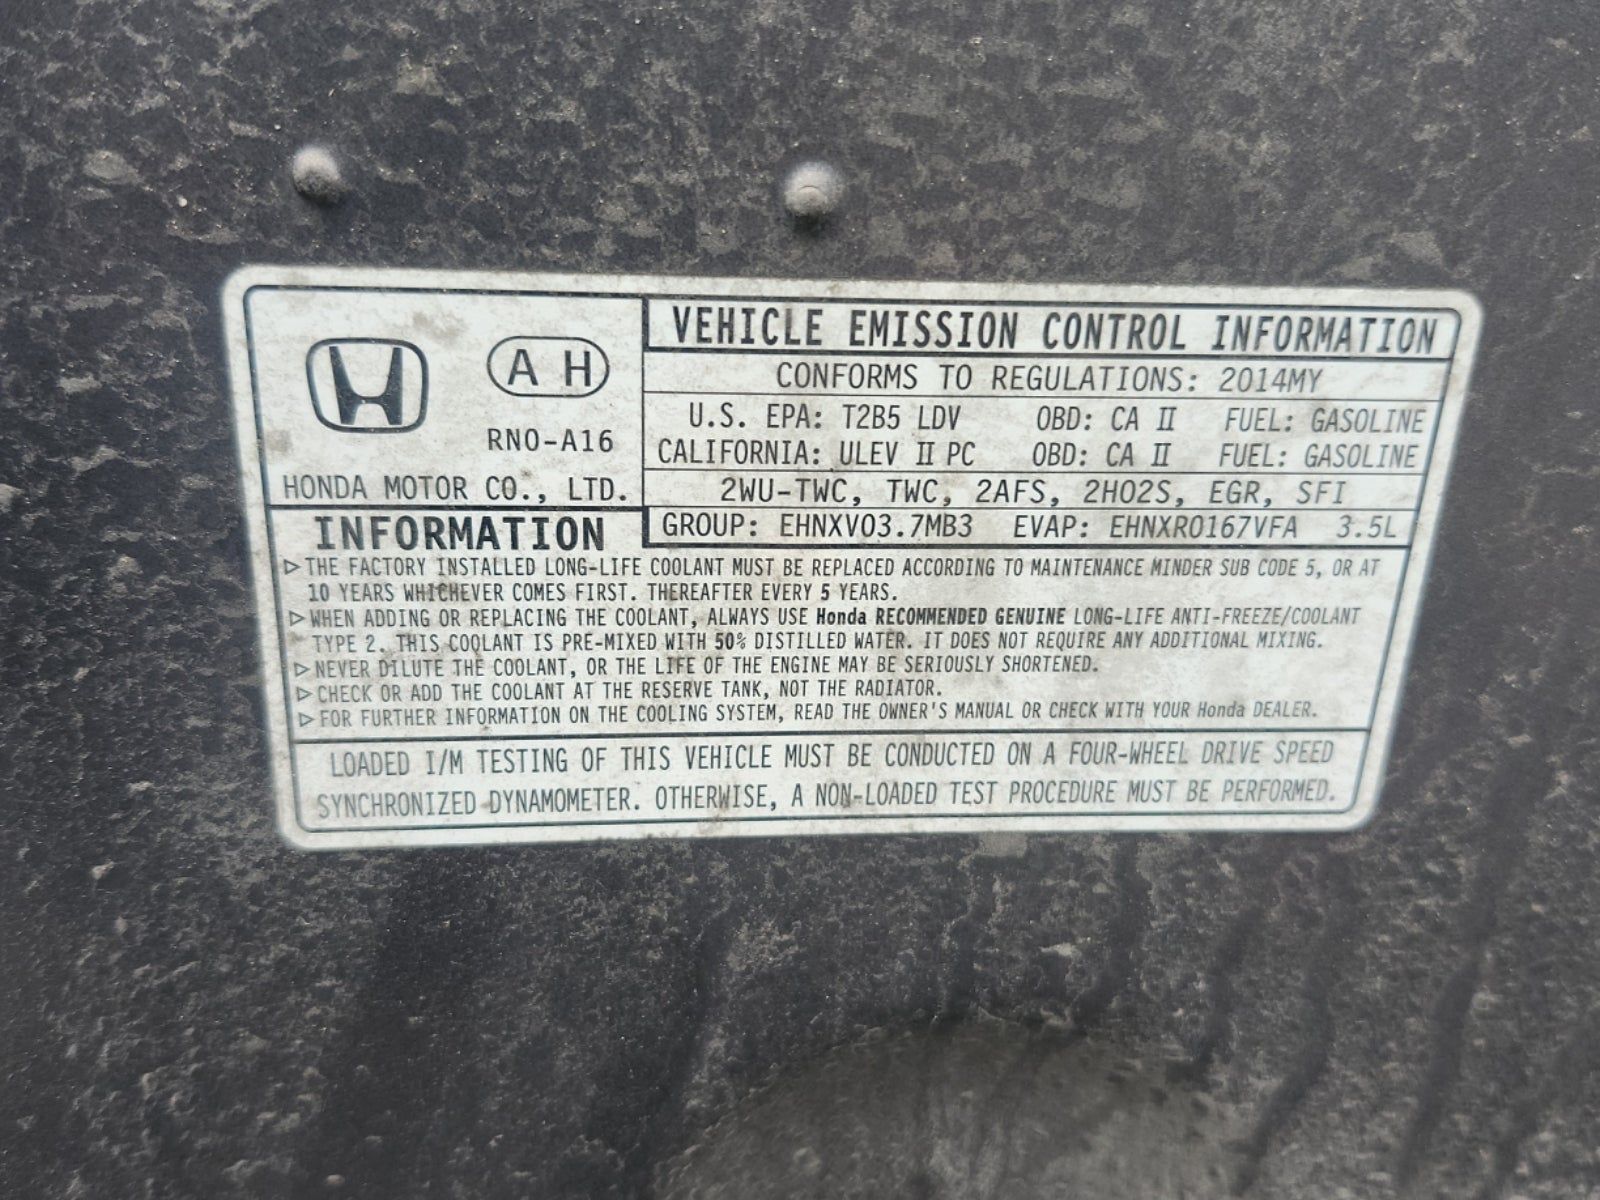 A H
RNO-A16
HONDA MOTOR CO., LTD.
VEHICLE EMISSION CONTROL INFORMATION
CONFORMS TO REGULATIONS: 2014MY
U.S. EPA: T2B5 LDV OBD: CA II FUEL: GASOLINE
CALIFORNIA: ULEV II PC OBD: CA II FUEL: GASOLINE
2WU-TWC, TWC, 2AFS, 2HO2S, EGR, SFI
GROUP: EHNXV03.7MB3 EVAP: EHNXR0167VFA 3.5L
INFORMATION
▷THE FACTORY INSTALLED LONG-LIFE COOLANT MUST BE REPLACED ACCORDING TO MAINTENANCE MINDER SUB CODE 5, OR AT
10 YEARS WHICHEVER COMES FIRST. THEREAFTER EVERY 5 YEARS.
▷WHEN ADDING OR REPLACING THE COOLANT, ALWAYS USE Honda RECOMMENDED GENUINE LONG-LIFE ANTI-FREEZE/COOLANT
TYPE 2. THIS COOLANT IS PRE-MIXED WITH 50% DISTILLED WATER. IT DOES NOT REQUIRE ANY ADDITIONAL MIXING.
▷NEVER DILUTE THE COOLANT, OR THE LIFE OF THE ENGINE MAY BE SERIOUSLY SHORTENED.
▷CHECK OR ADD THE COOLANT AT THE RESERVE TANK, NOT THE RADIATOR.
▷FOR FURTHER INFORMATION ON THE COOLING SYSTEM, READ THE OWNER'S MANUAL OR CHECK WITH YOUR Honda DEALER.
LOADED I/M TESTING OF THIS VEHICLE MUST BE CONDUCTED ON A FOUR-WHEEL DRIVE SPEED
SYNCHRONIZED DYNAMOMETER. OTHERWISE, A NON-LOADED TEST PROCEDURE MUST BE PERFORMED.